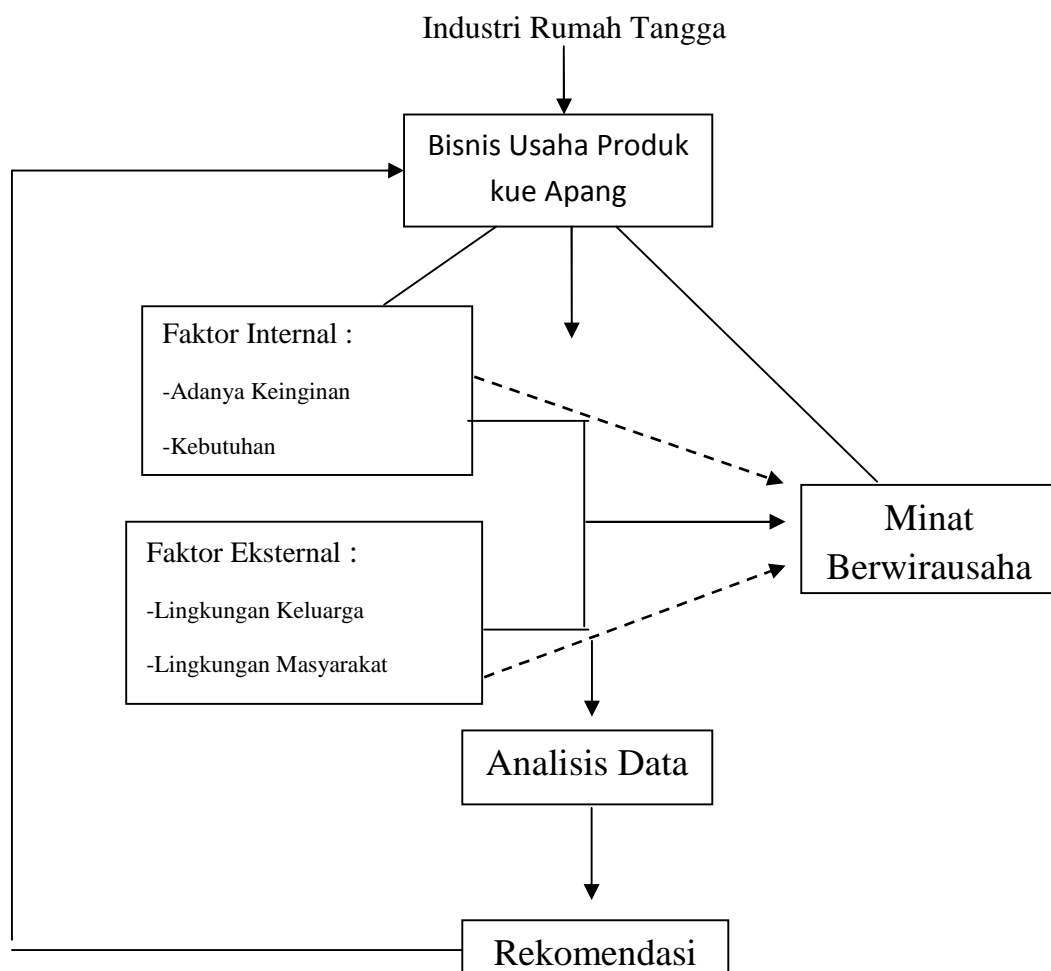 Industri Rumah Tangga
Bisnis Usaha Produk
kue Apang
Faktor Internal :
-Adanya Keinginan
-Kebutuhan
Minat
Berwirausaha
Faktor Eksternal :
-Lingkungan Keluarga
-Lingkungan Masyarakat
Analisis Data
Rekomendasi